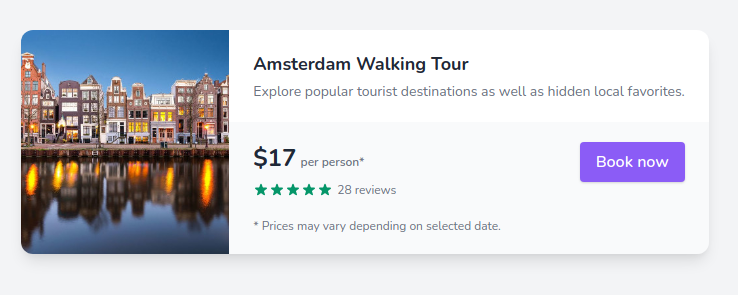 Amsterdam Walking Tour
Explore popular tourist destinations as well as hidden local favorites.
$17 per person*
Book now
28 reviews
* Prices may vary depending on selected date.